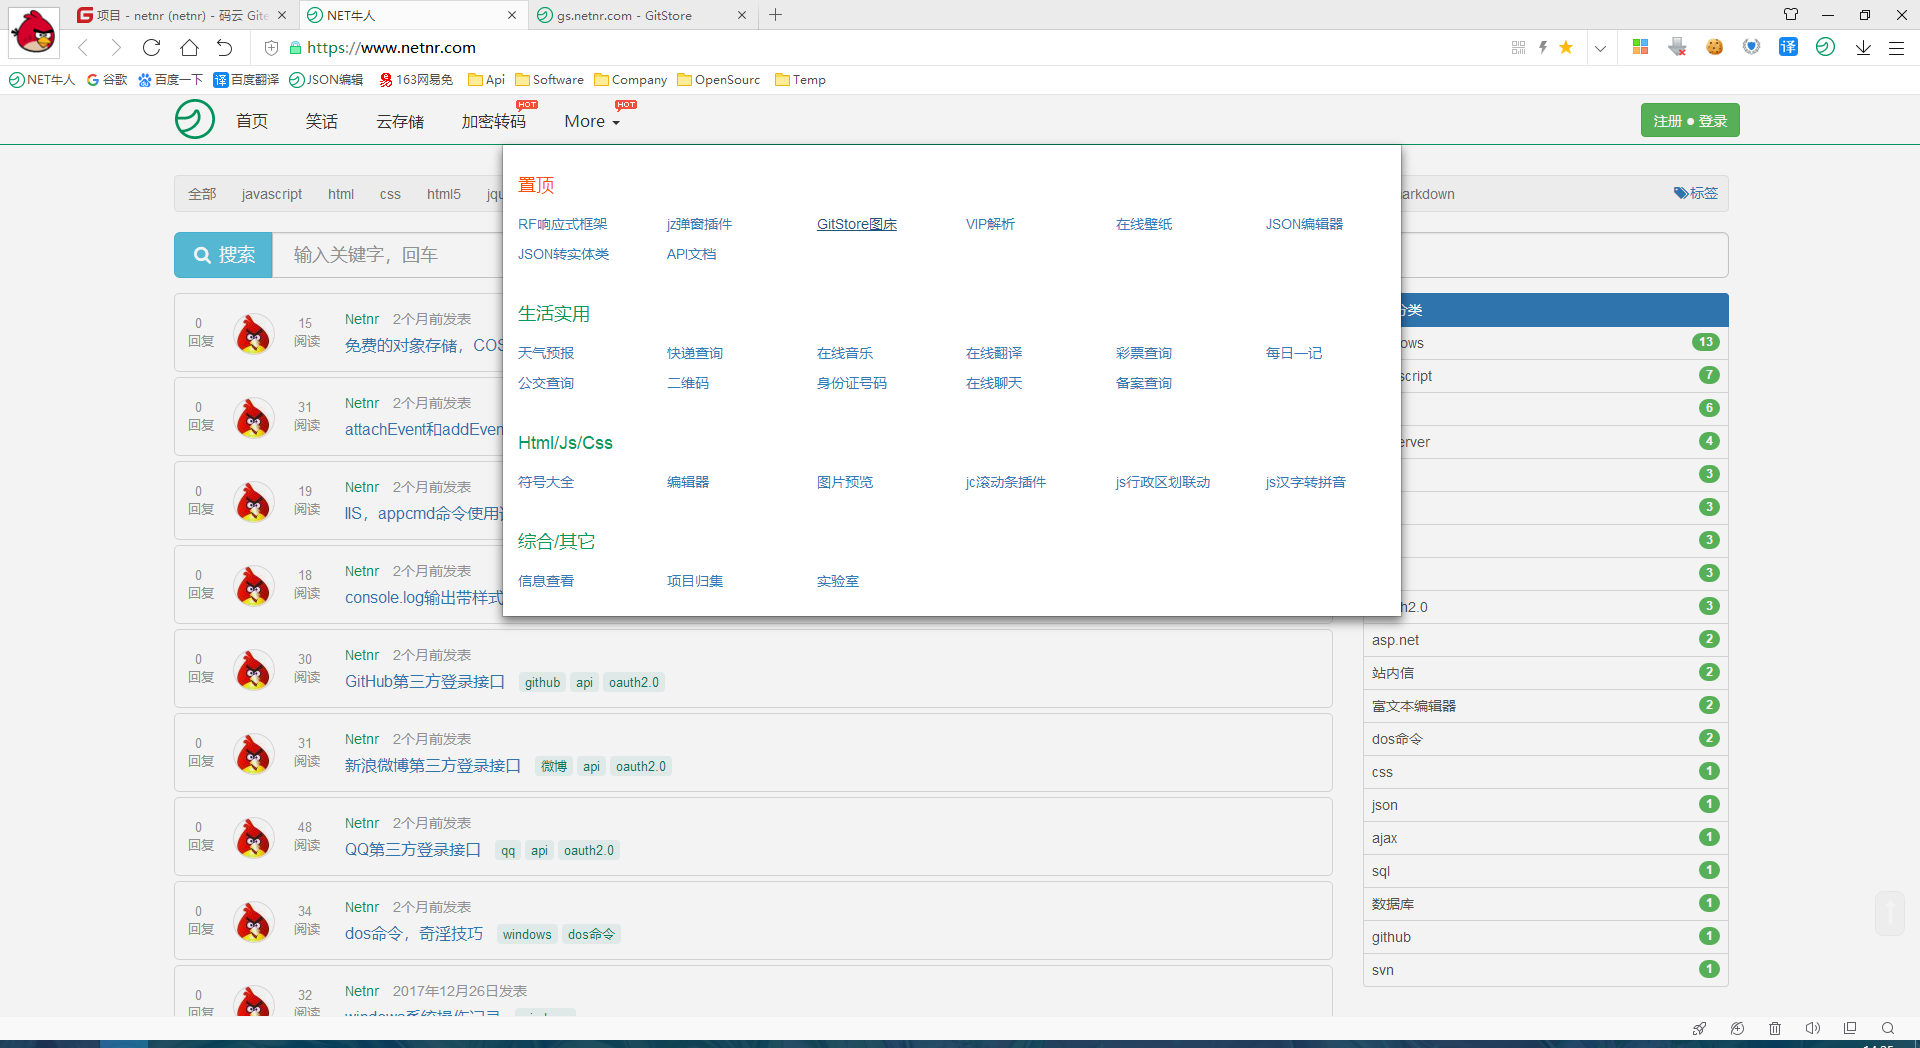 项目 - netnr (netnr) - 码云 Gite
NET牛人
gs.netnr.com - GitStore
https://www.netnr.com
NET牛人
谷歌
百度一下
译
百度翻译
JSON编辑
163网易免
Api
Software
Company
OpenSourc
Temp
首页
笑话
云存储
加密转码
HOT
More
HOT
注册 ● 登录
全部
javascript
html
css
html5
arkdown
标签
搜索
输入关键字，回车
置顶
RF响应式框架
jz弹窗插件
GitStore图床
VIP解析
在线壁纸
JSON编辑器
JSON转实体类
API文档
生活实用
天气预报
快递查询
在线音乐
在线翻译
彩票查询
每日一记
公交查询
二维码
身份证号码
在线聊天
备案查询
Html/Js/Css
符号大全
编辑器
图片预览
jc滚动条插件
js行政区划联动
js汉字转拼音
综合/其它
信息查看
项目归集
实验室
0 回复
15 阅读
Netnr 2个月前发表
免费的对象存储，COS
0 回复
31 阅读
Netnr 2个月前发表
attachEvent和addEven
0 回复
19 阅读
Netnr 2个月前发表
IIS，appcmd命令使用
0 回复
18 阅读
Netnr 2个月前发表
console.log输出带样式
0 回复
30 阅读
Netnr 2个月前发表
GitHub第三方登录接口 github api oauth2.0
0 回复
31 阅读
Netnr 2个月前发表
新浪微博第三方登录接口 微博 api oauth2.0
0 回复
48 阅读
Netnr 2个月前发表
QQ第三方登录接口 qq api oauth2.0
0 回复
34 阅读
Netnr 2个月前发表
dos命令，奇淫技巧 windows dos命令
0 回复
32 阅读
Netnr 2017年12月26日发表
windows系统操作记录
分类
ows 13
script 7
6
erver 4
3
3
3
3
h2.0 3
asp.net 2
站内信 2
富文本编辑器 2
dos命令 2
css 1
json 1
ajax 1
sql 1
数据库 1
github 1
svn 1